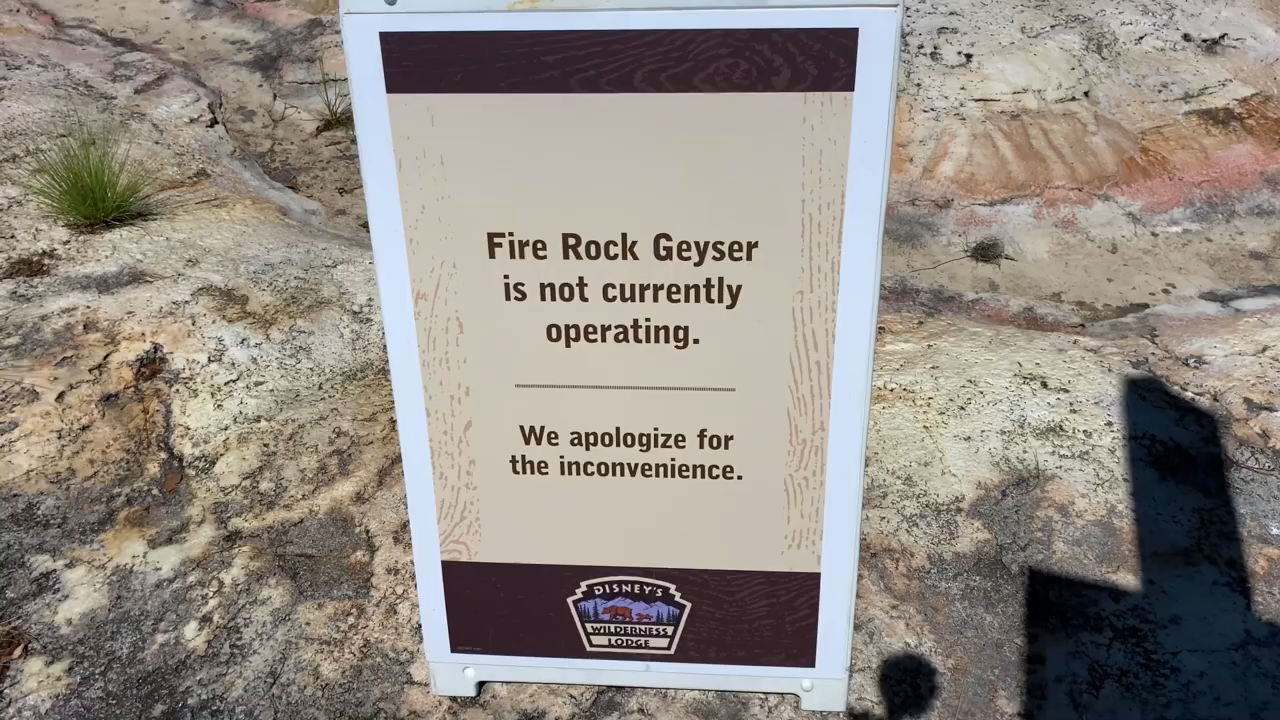 Fire Rock Geyser
is not currently
operating.
We apologize for
the inconvenience.
DISNEY'S
WILDERNESS
LODGE